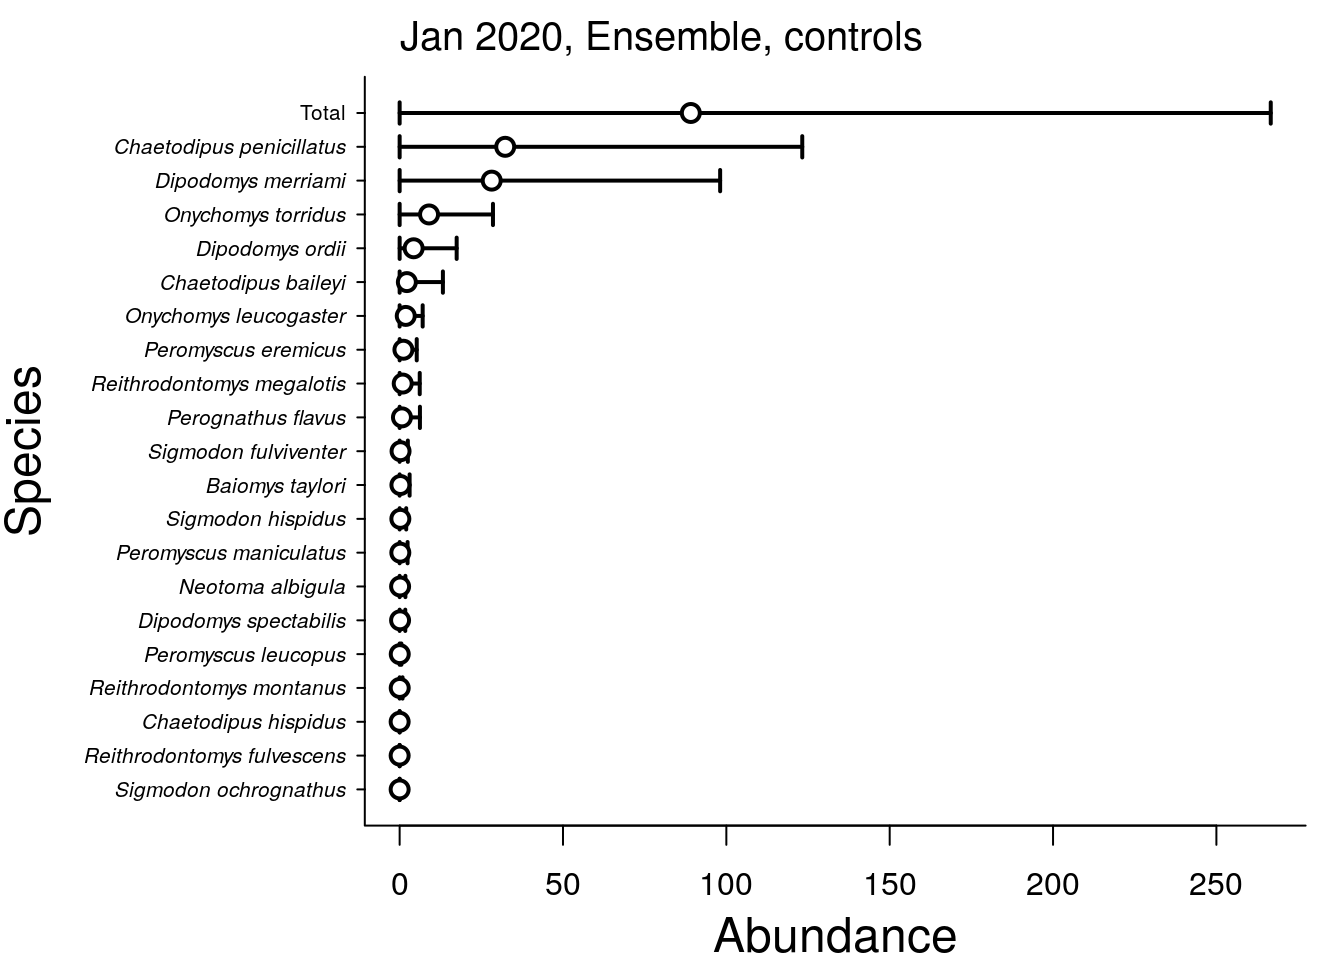 Jan 2020, Ensemble, controls
Species
Total
Chaetodipus penicillatus
Dipodomys merriami
Onychomys torridus
Dipodomys ordii
Chaetodipus baileyi
Onychomys leucogaster
Peromyscus eremicus
Reithrodontomys megalotis
Perognathus flavus
Sigmodon fulviventer
Baiomys taylori
Sigmodon hispidus
Peromyscus maniculatus
Neotoma albigula
Dipodomys spectabilis
Peromyscus leucopus
Reithrodontomys montanus
Chaetodipus hispidus
Reithrodontomys fulvescens
Sigmodon ochrognathus
0 50 100 150 200 250
Abundance